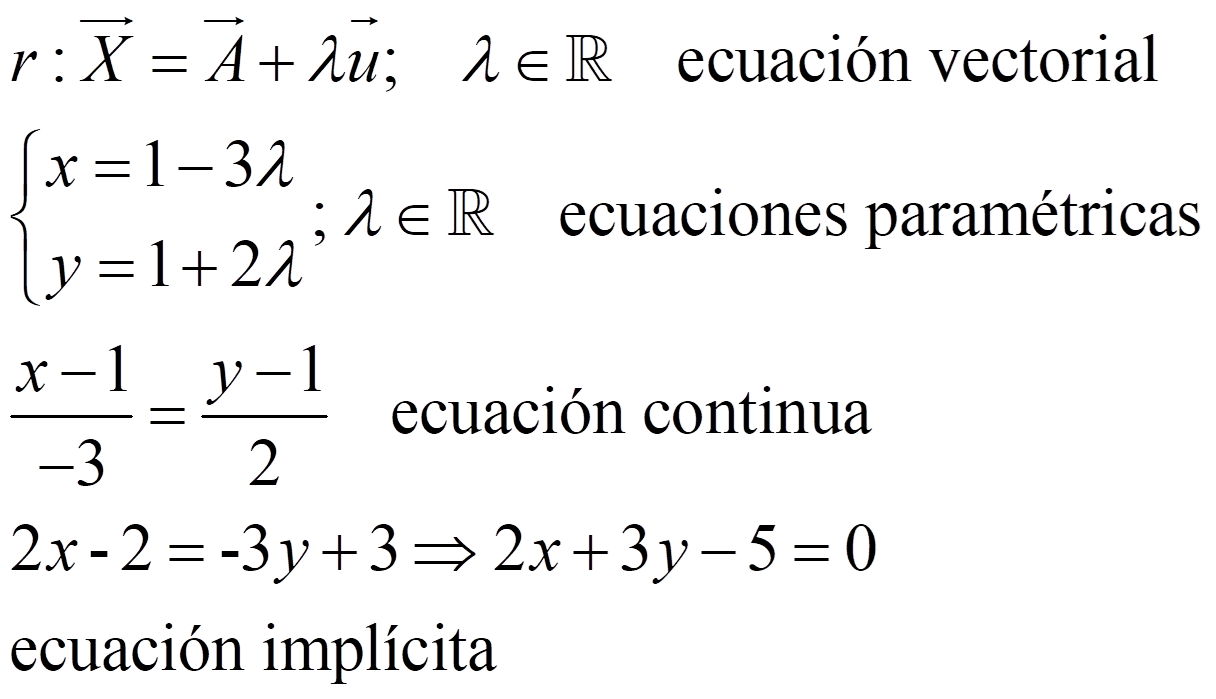 r : X⃗ = A⃗ + λu⃗; λ ∈ ℝ ecuación vectorial
{ x = 1 − 3λ
y = 1 + 2λ ; λ ∈ ℝ ecuaciones paramétricas
(x − 1)/(−3) = (y − 1)/2 ecuación continua
2x - 2 = -3y + 3 ⇒ 2x + 3y − 5 = 0
ecuación implícita